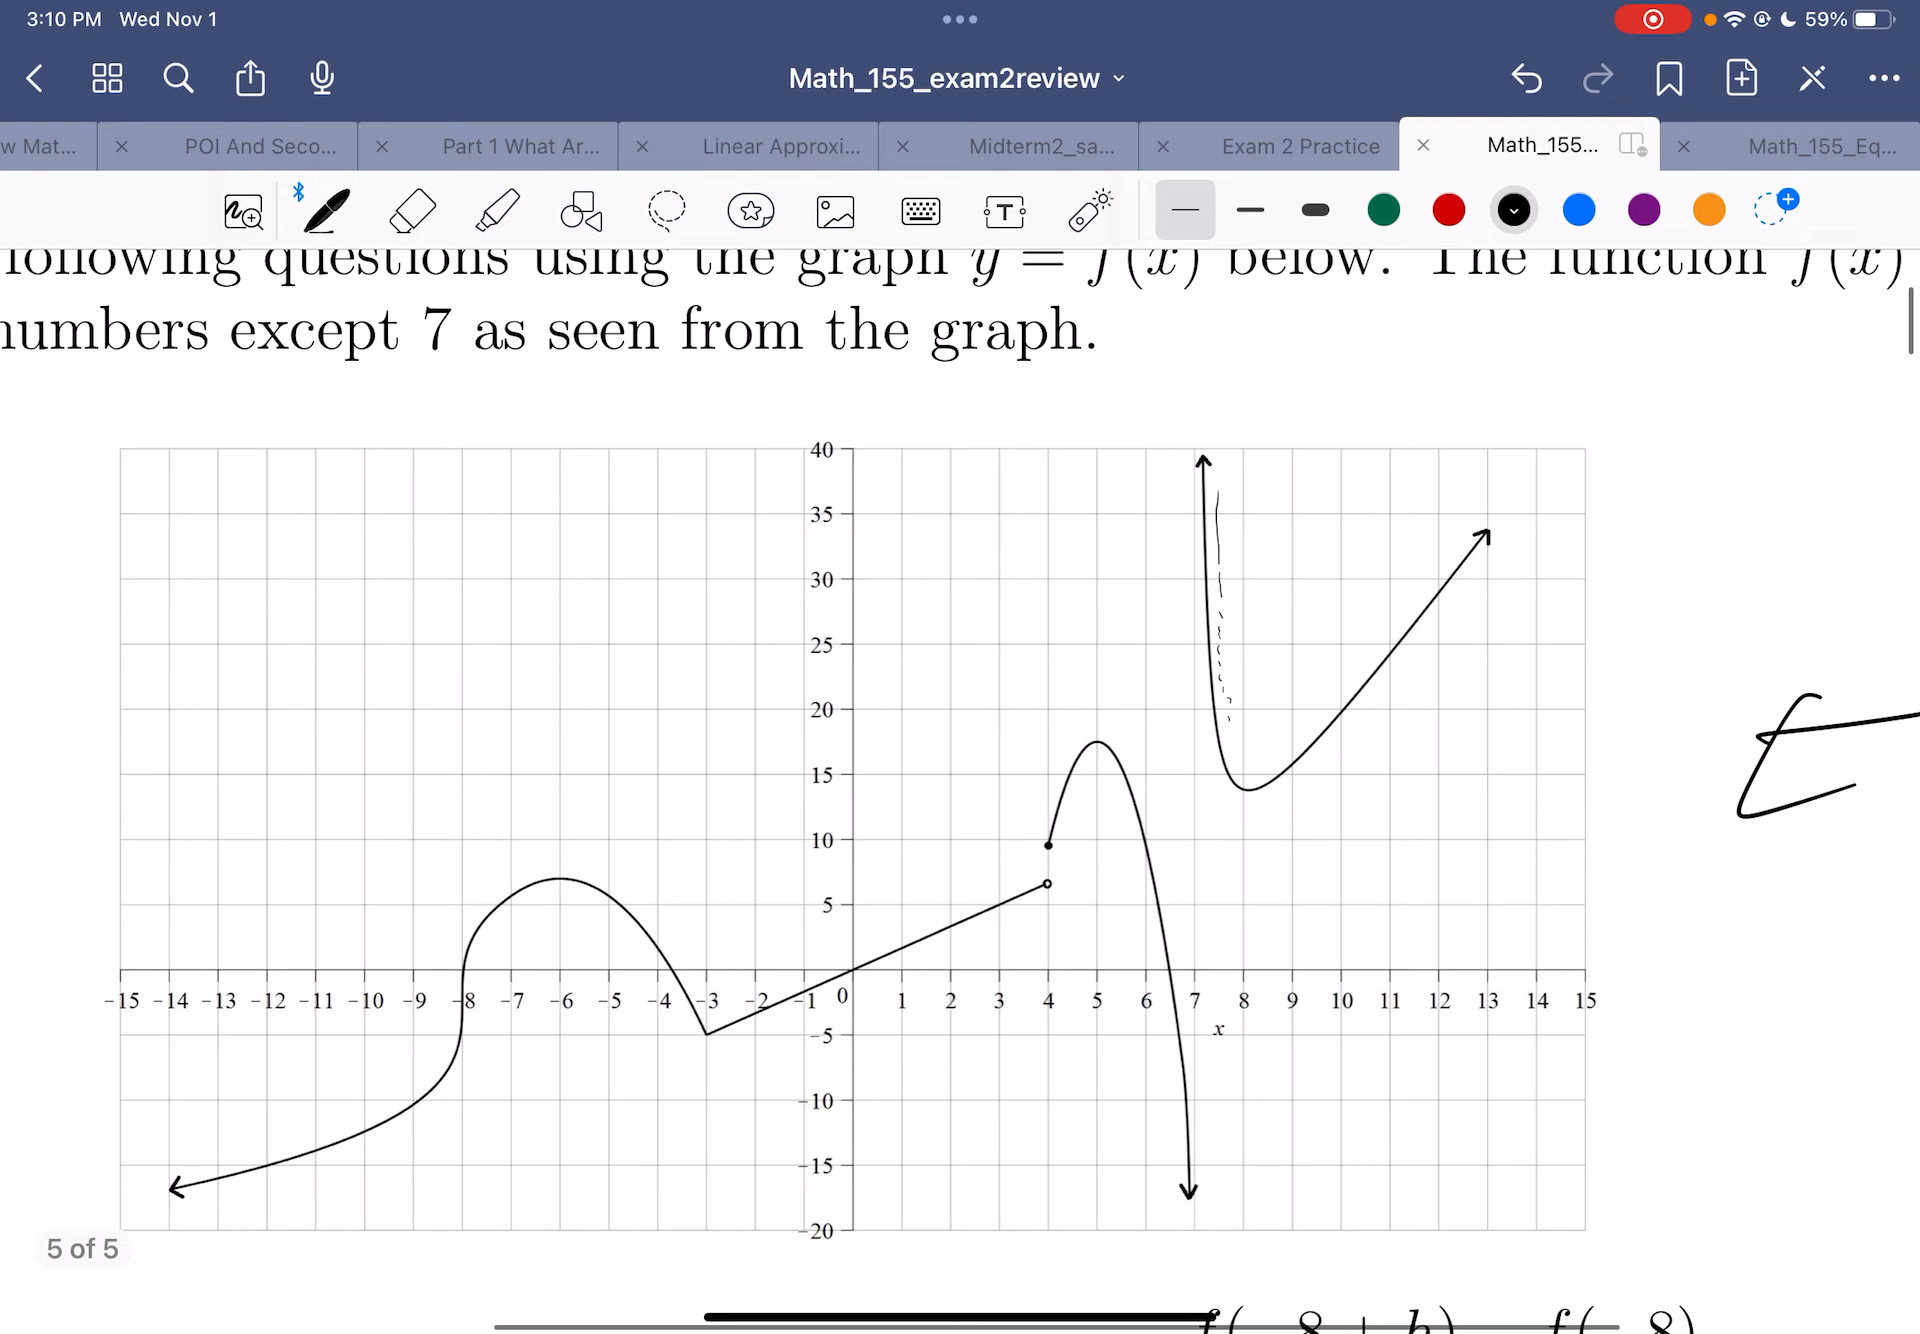 3:10 PM Wed Nov 1
59%
Math_155_exam2review
w Mat...
POI And Seco...
Part 1 What Ar...
Linear Approxi...
Midterm2_sa...
Exam 2 Practice
Math_155...
Math_155_Eq...
T
following questions using the graph y = f(x) below. The function f(x)
numbers except 7 as seen from the graph.
40
35
30
25
20
15
10
5
-15 -14 -13 -12 -11 -10 -9 -8 -7 -6 -5 -4 -3 -2 -1 0 1 2 3 4 5 6 7 8 9 10 11 12 13 14 15
x
-5
-10
-15
-20
5 of 5
f(-8 + h) - f(-8)